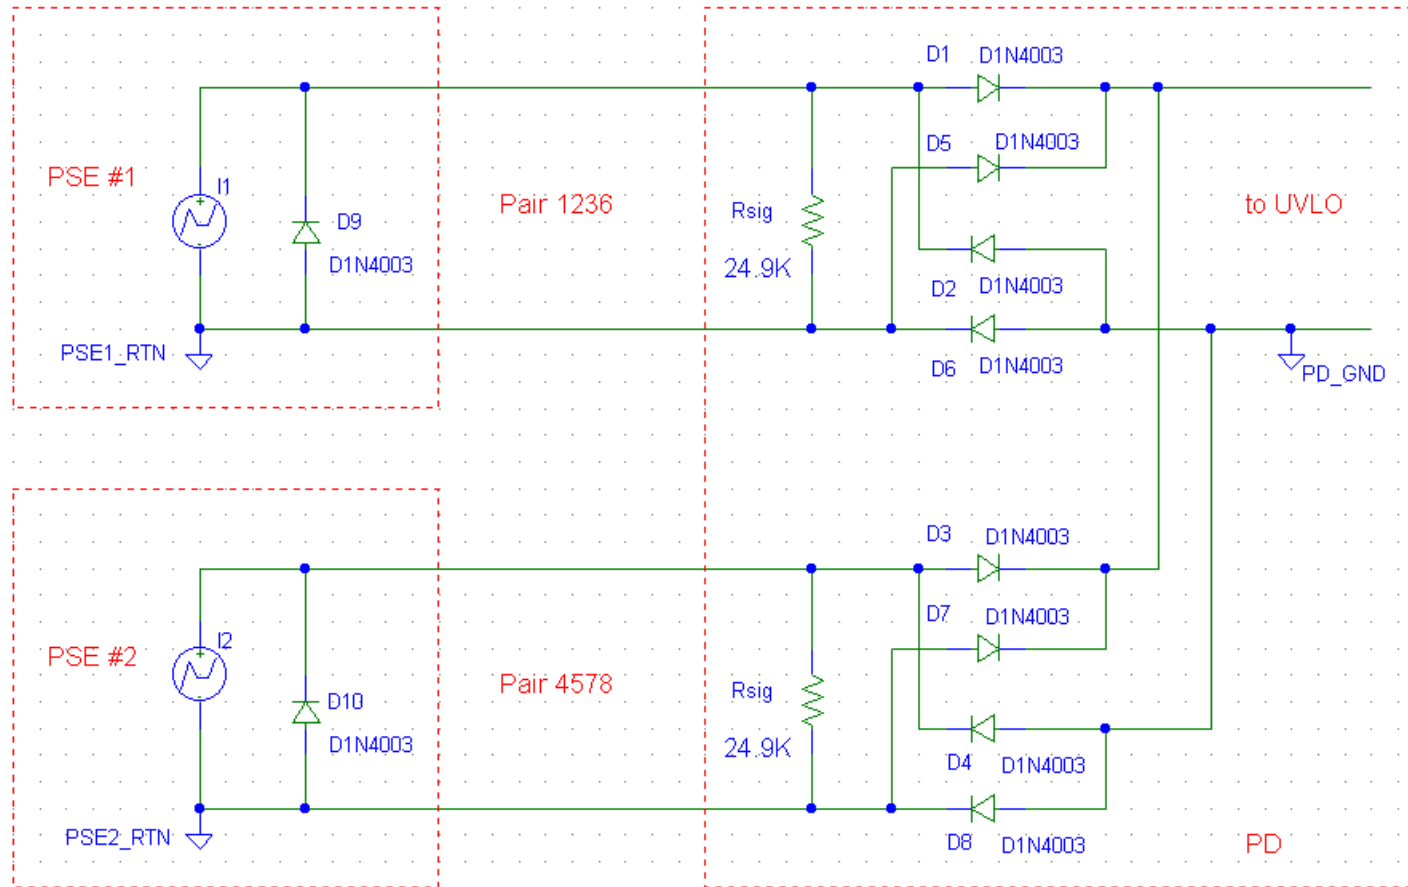 D1 D1N4003
D5 D1N4003
PSE #1
I1
+
-
D9
D1N4003
Pair 1236
Rsig
24.9K
to UVLO
D2 D1N4003
PSE1_RTN
D6 D1N4003
PD_GND
D3 D1N4003
D7 D1N4003
PSE #2
I2
+
-
D10
D1N4003
Pair 4578
Rsig
24.9K
D4 D1N4003
PSE2_RTN
D8 D1N4003
PD